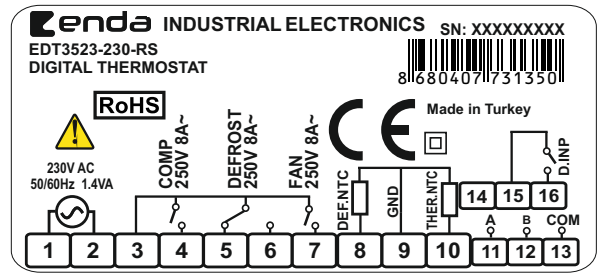 enda INDUSTRIAL ELECTRONICS
SN: XXXXXXXXX
EDT3523-230-RS
DIGITAL THERMOSTAT
8 680407 731350
RoHS
CE
Made in Turkey
230V AC
50/60Hz 1.4VA
COMP
250V 8A~
DEFROST
250V 8A~
FAN
250V 8A~
DEF.NTC
GND
THER.NTC
D.INP
14 15 16
A B COM
1 2 3 4 5 6 7 8 9 10 11 12 13